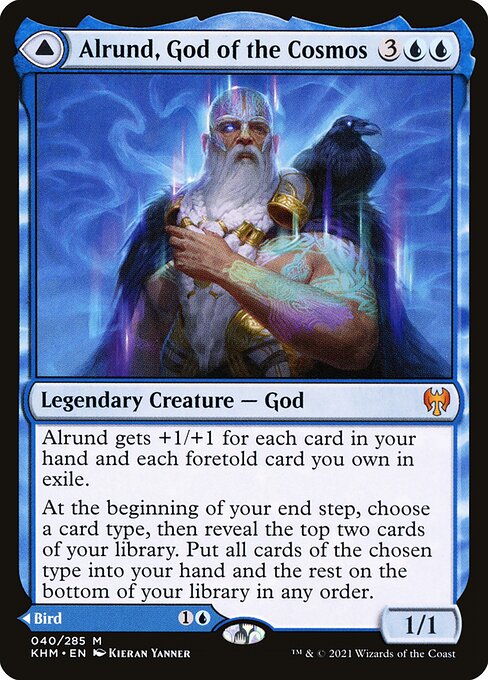 Alrund, God of the Cosmos 3
Legendary Creature — God
Alrund gets +1/+1 for each card in your
hand and each foretold card you own in
exile.
At the beginning of your end step, choose
a card type, then reveal the top two cards
of your library. Put all cards of the chosen
type into your hand and the rest on the
bottom of your library in any order.
Bird 1
1/1
040/285 M
KHM • EN Kieran Yanner
™ & © 2021 Wizards of the Coast